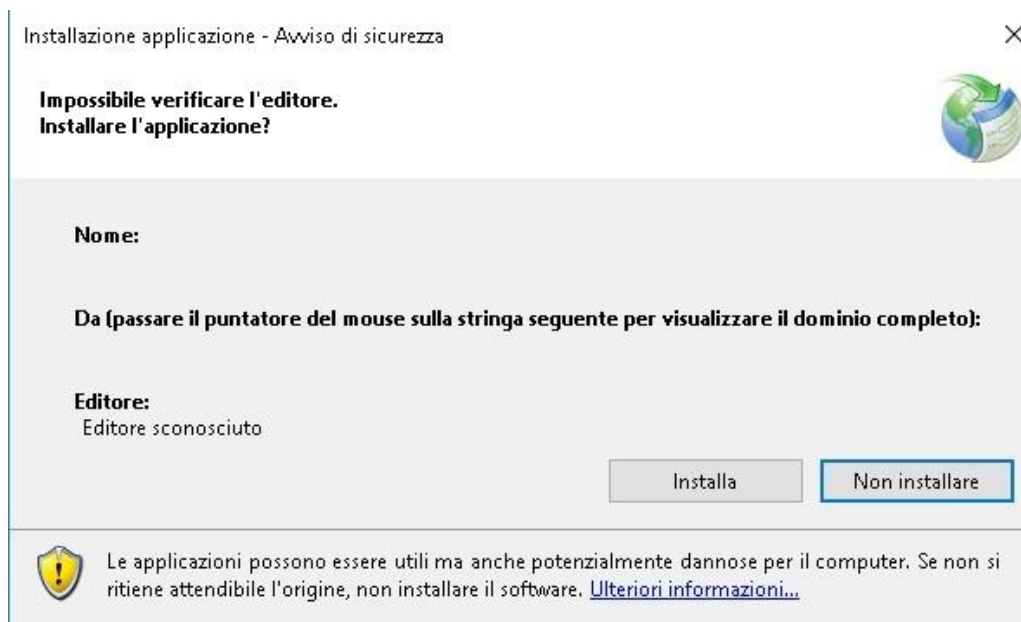 Installazione applicazione - Avviso di sicurezza
Impossibile verificare l'editore.
Installare l'applicazione?
Nome:
Da (passare il puntatore del mouse sulla stringa seguente per visualizzare il dominio completo):
Editore:
Editore sconosciuto
Installa
Non installare
Le applicazioni possono essere utili ma anche potenzialmente dannose per il computer. Se non si
ritiene attendibile l'origine, non installare il software. Ulteriori informazioni...